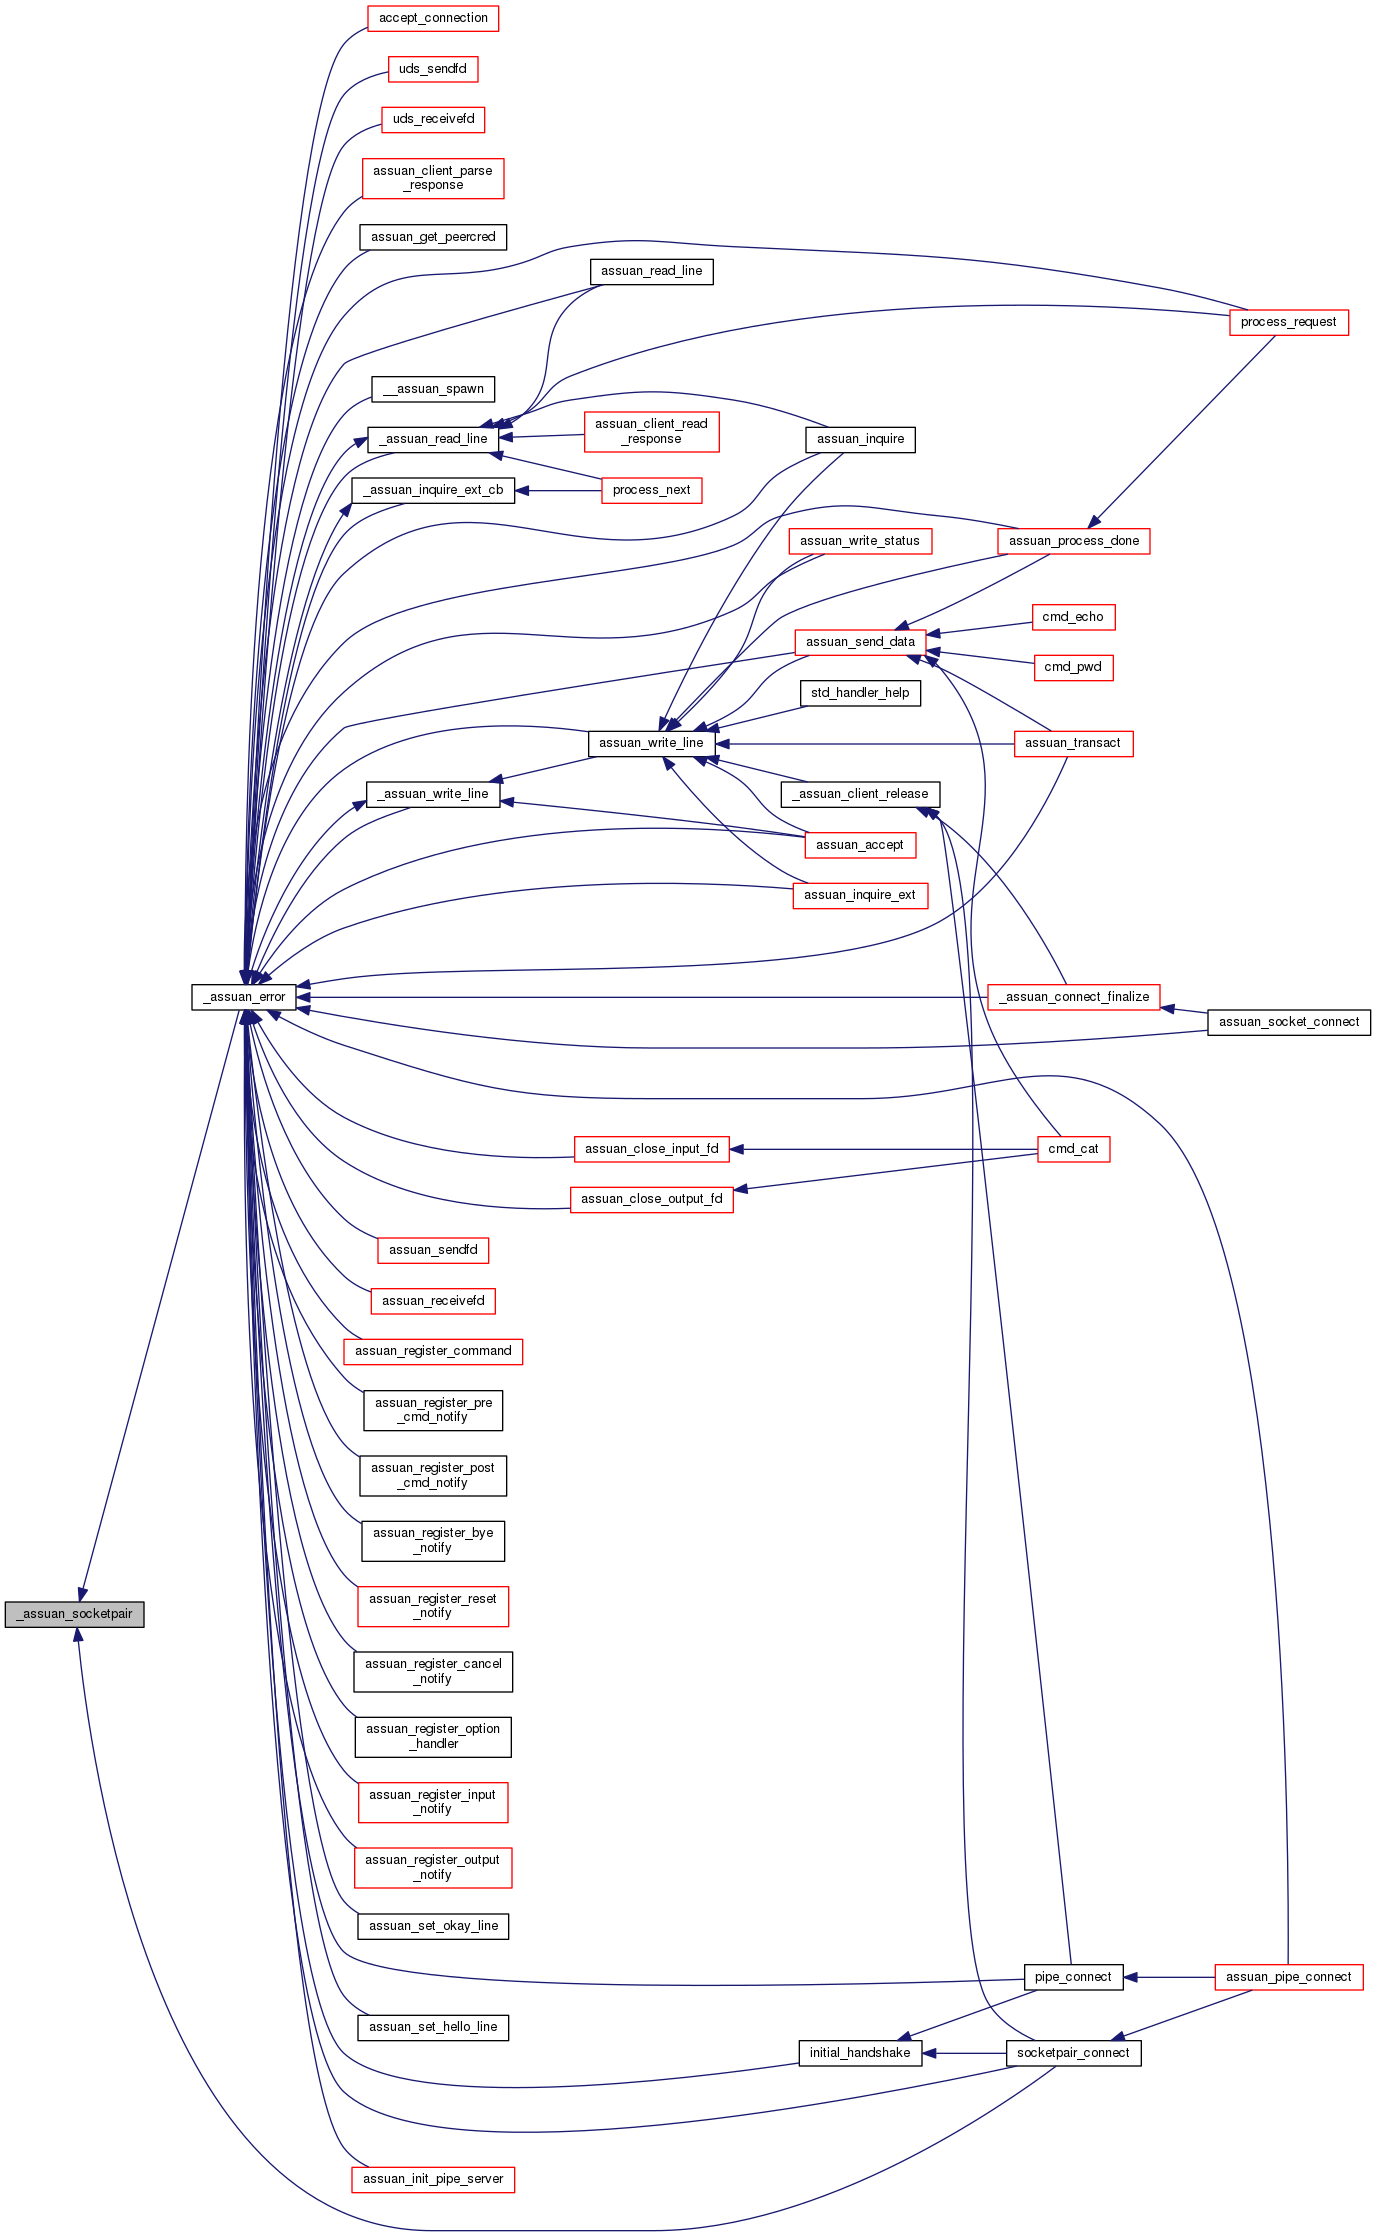 accept_connection
uds_sendfd
uds_receivefd
assuan_client_parse
_response
assuan_get_peercred
assuan_read_line
process_request
__assuan_spawn
_assuan_read_line
assuan_client_read
_response
assuan_inquire
_assuan_inquire_ext_cb
process_next
assuan_write_status
assuan_process_done
cmd_echo
assuan_send_data
cmd_pwd
std_handler_help
assuan_write_line
assuan_transact
_assuan_write_line
_assuan_client_release
assuan_accept
assuan_inquire_ext
_assuan_error
_assuan_connect_finalize
assuan_socket_connect
assuan_close_input_fd
cmd_cat
assuan_close_output_fd
assuan_sendfd
assuan_receivefd
assuan_register_command
assuan_register_pre
_cmd_notify
assuan_register_post
_cmd_notify
assuan_register_bye
_notify
_assuan_socketpair
assuan_register_reset
_notify
assuan_register_cancel
_notify
assuan_register_option
_handler
assuan_register_input
_notify
assuan_register_output
_notify
assuan_set_okay_line
pipe_connect
assuan_pipe_connect
assuan_set_hello_line
initial_handshake
socketpair_connect
assuan_init_pipe_server